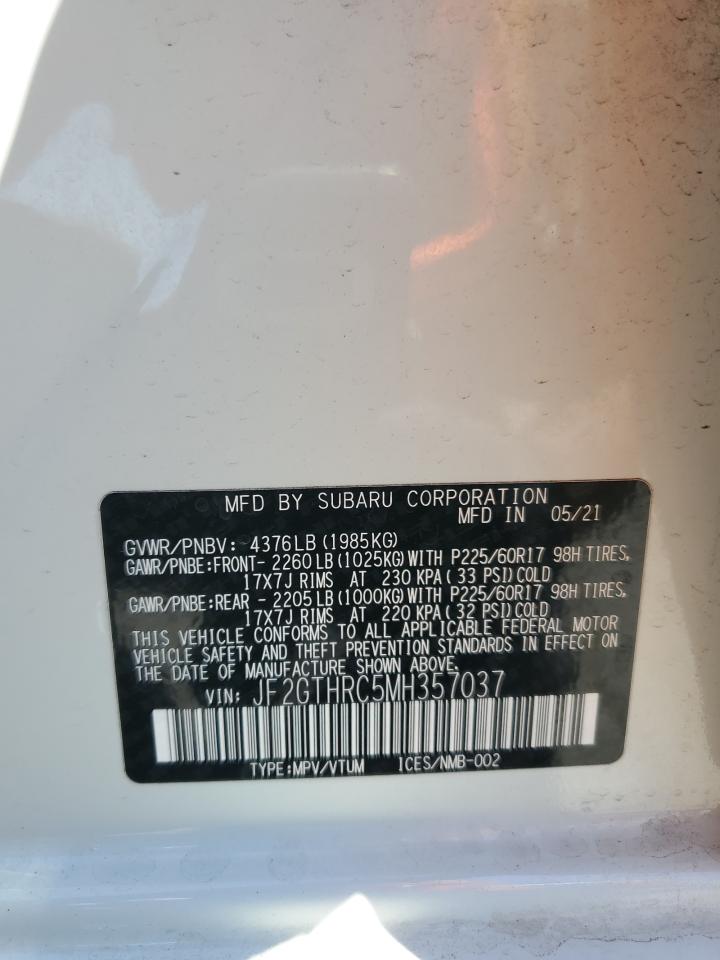 MFD BY SUBARU CORPORATION
MFD IN 05/21
GVWR/PNBV: 4376LB (1985KG)
GAWR/PNBE:FRONT- 2260LB (1025KG)WITH P225/60R17 98H TIRES,
17X7J RIMS AT 230 KPA ( 33 PSI) COLD
GAWR/PNBE:REAR - 2205LB (1000KG)WITH P225/60R17 98H TIRES,
17X7J RIMS AT 220 KPA ( 32 PSI) COLD
THIS VEHICLE CONFORMS TO ALL APPLICABLE FEDERAL MOTOR
VEHICLE SAFETY AND THEFT PREVENTION STANDARDS IN EFFECT ON
THE DATE OF MANUFACTURE SHOWN ABOVE.
VIN: JF2GTHRC5MH357037
TYPE:MPV/VTUM ICES/NMB-002